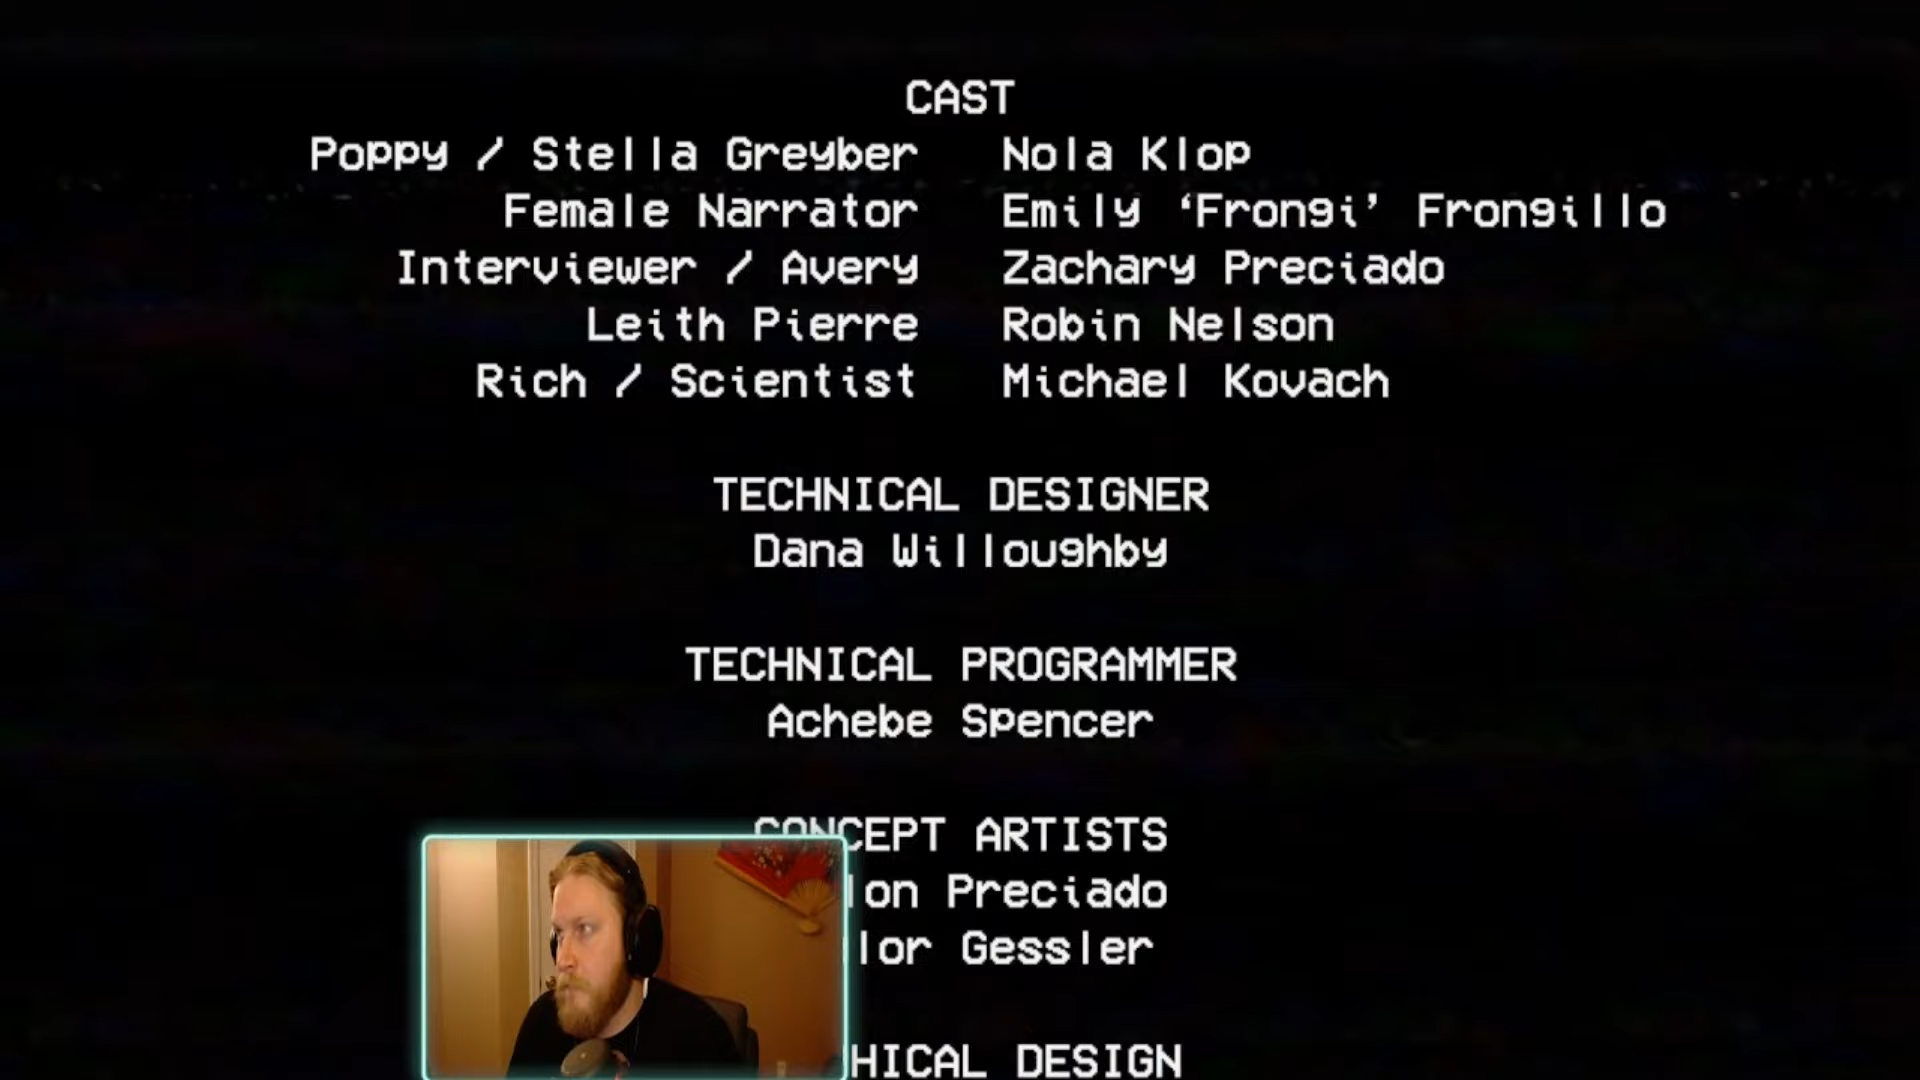 CAST
Poppy / Stella Greyber Nola Klop
Female Narrator Emily ‘Frongi’ Frongillo
Interviewer / Avery Zachary Preciado
Leith Pierre Robin Nelson
Rich / Scientist Michael Kovach
TECHNICAL DESIGNER
Dana Willoughby
TECHNICAL PROGRAMMER
Achebe Spencer
CONCEPT ARTISTS
Preciado
Gessler
DESIGN